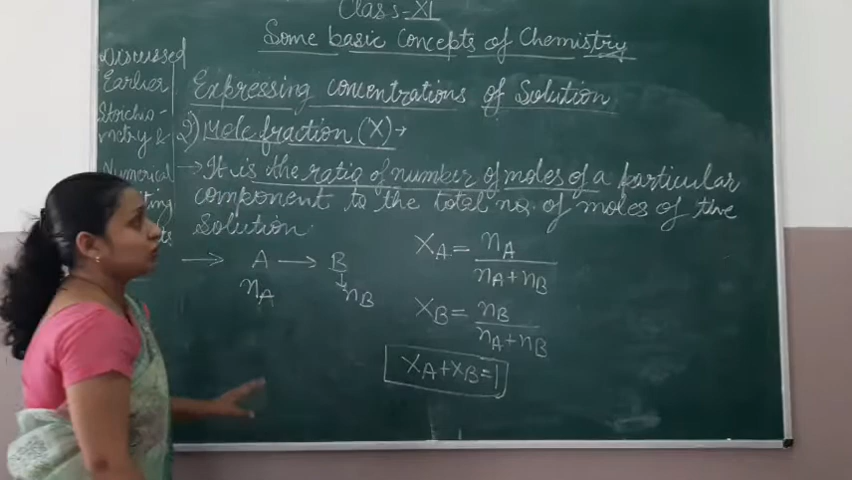 Class-XI
Some basic Concepts of Chemistry
Discussed
Earlier
Stoichio-
metry &
Numerical
Expressing concentrations of Solution
2) Mole fraction (X) →
→ It is the ratio of number of moles of a particular
component to the total no. of moles of the
Solution.
→ A → B
nA nB
XA = nA / nA + nB
XB = nB / nA + nB
XA + XB = 1